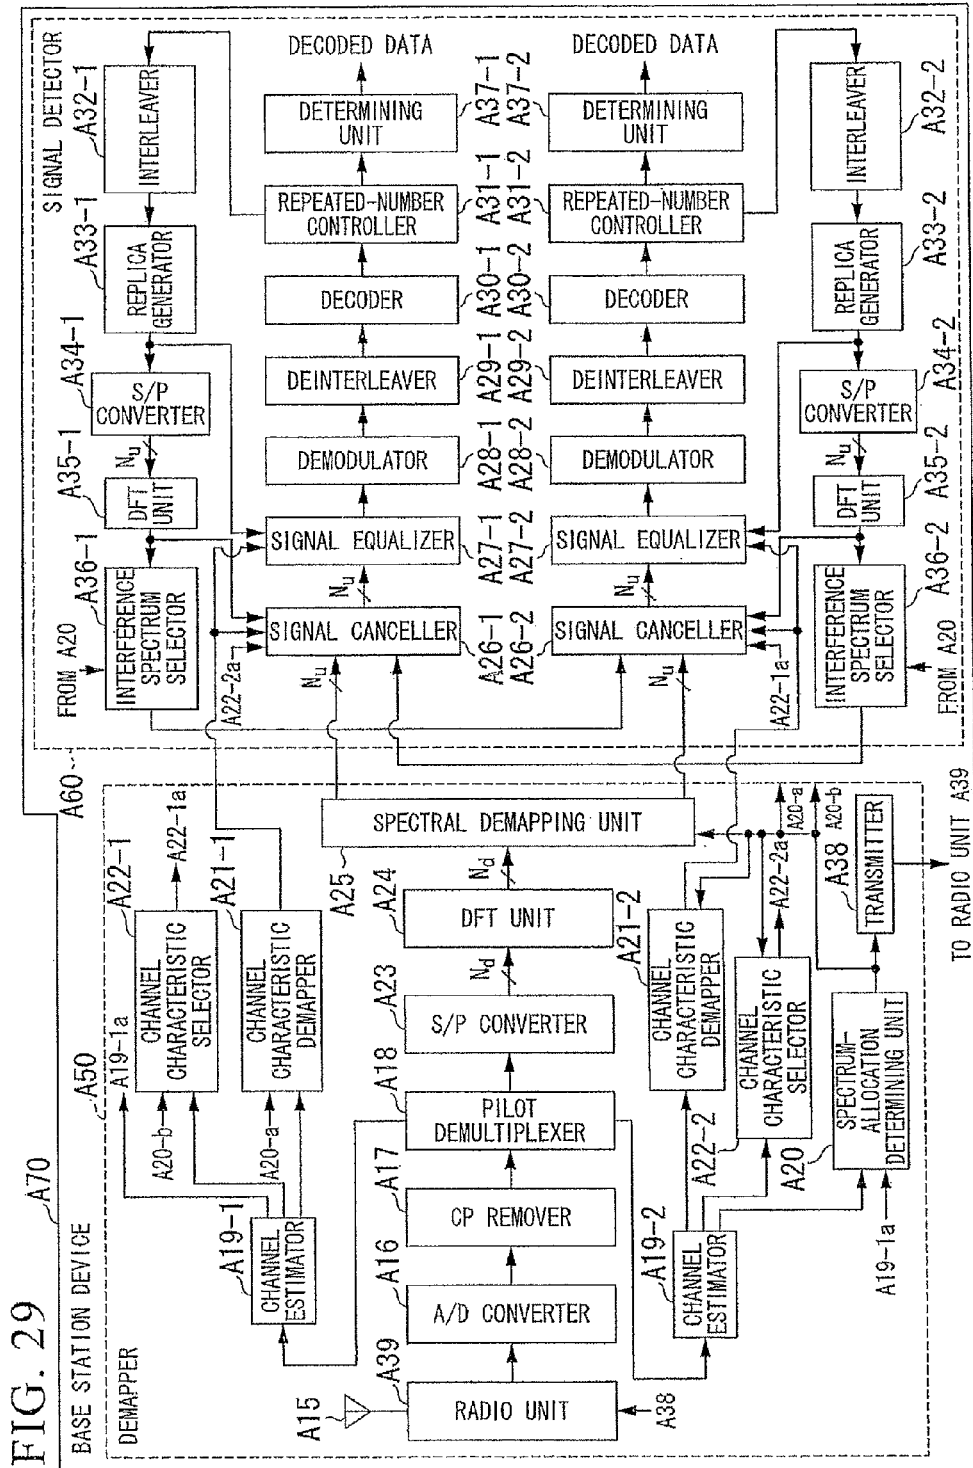 FIG. 29
A70
BASE STATION DEVICE
A50
DEMAPPER
A15
A39
RADIO UNIT
A38
A16
A/D CONVERTER
A17
CP REMOVER
A18
PILOT
DEMULTIPLEXER
A23
S/P CONVERTER
Nd
A24
DFT UNIT
Nd
A25
SPECTRAL DEMAPPING UNIT
A19-1
CHANNEL
ESTIMATOR
A19-1a
A20-b
A20-a
A22-1
CHANNEL
CHARACTERISTIC
SELECTOR
A22-1a
A21-1
CHANNEL
CHARACTERISTIC
DEMAPPER
A19-2
CHANNEL
ESTIMATOR
A21-2
CHANNEL
CHARACTERISTIC
DEMAPPER
A22-2
CHANNEL
CHARACTERISTIC
SELECTOR
A22-2a
A20
SPECTRUM-
ALLOCATION
DETERMINING UNIT
A19-1a
A20-a
A20-b
A38
TRANSMITTER
TO RADIO UNIT A39
A60
SIGNAL DETECTOR
FROM A20
A36-1
INTERFERENCE
SPECTRUM
SELECTOR
A35-1
DFT
UNIT
Nu
A34-1
S/P
CONVERTER
A33-1
REPLICA
GENERATOR
A32-1
INTERLEAVER
A22-2a
Nu
SIGNAL CANCELLER
A26-1
Nu
SIGNAL EQUALIZER
A27-1
DEMODULATOR
A28-1
DEINTERLEAVER
A29-1
DECODER
A30-1
REPEATED-NUMBER
CONTROLLER
A31-1
DETERMINING
UNIT
A37-1
DECODED DATA
Nu
A22-1a
A26-2
SIGNAL CANCELLER
Nu
A27-2
SIGNAL EQUALIZER
A28-2
DEMODULATOR
A29-2
DEINTERLEAVER
A30-2
DECODER
A31-2
REPEATED-NUMBER
CONTROLLER
A37-2
DETERMINING
UNIT
DECODED DATA
FROM A20
INTERFERENCE
SPECTRUM
SELECTOR
A36-2
DFT
UNIT
A35-2
Nu
S/P
CONVERTER
A34-2
REPLICA
GENERATOR
A33-2
INTERLEAVER
A32-2